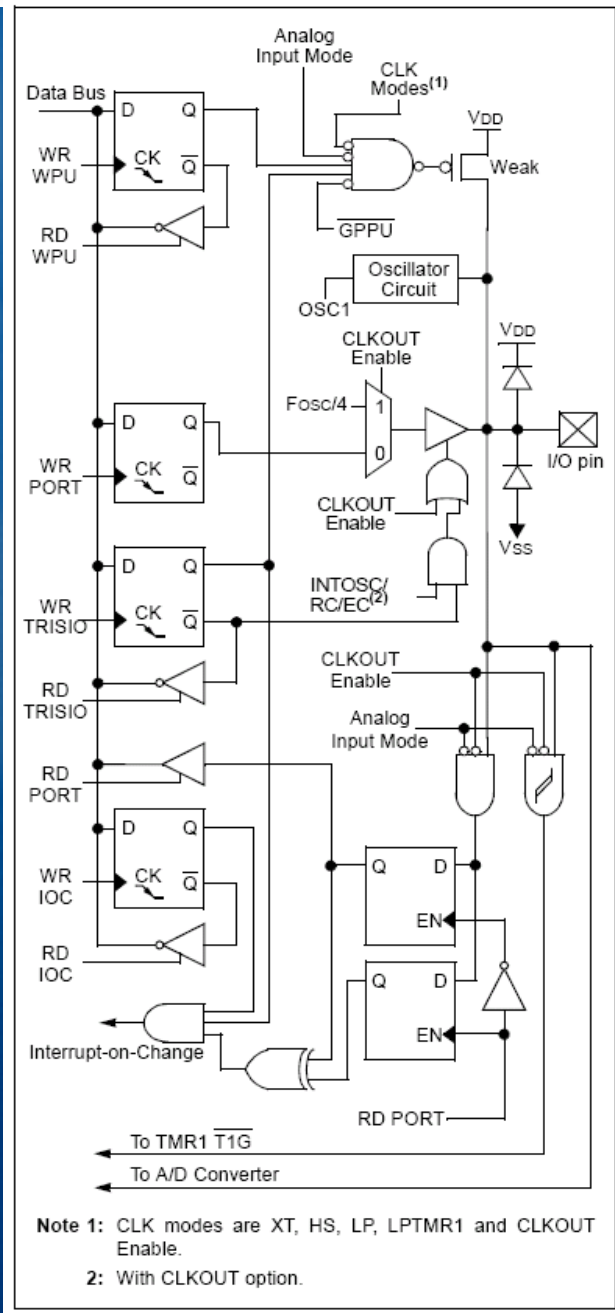 Analog
Input Mode
CLK
Modes(1)
Data Bus
D Q
VDD
WR
WPU
CK Q̅
Weak
RD
WPU
G̅P̅P̅U̅
Oscillator
Circuit
OSC1
CLKOUT
Enable
VDD
Fosc/4
1
0
D Q
I/O pin
WR
PORT
CK Q̅
CLKOUT
Enable
VSS
D Q
INTOSC/
RC/EC(2)
WR
TRISIO
CK Q̅
CLKOUT
Enable
RD
TRISIO
Analog
Input Mode
RD
PORT
D Q
Q D
WR
IOC
CK Q̅
EN
RD
IOC
Q D
EN
Interrupt-on-Change
RD PORT
To TMR1 T̅1̅G̅
To A/D Converter
Note 1: CLK modes are XT, HS, LP, LPTMR1 and CLKOUT
Enable.
2: With CLKOUT option.